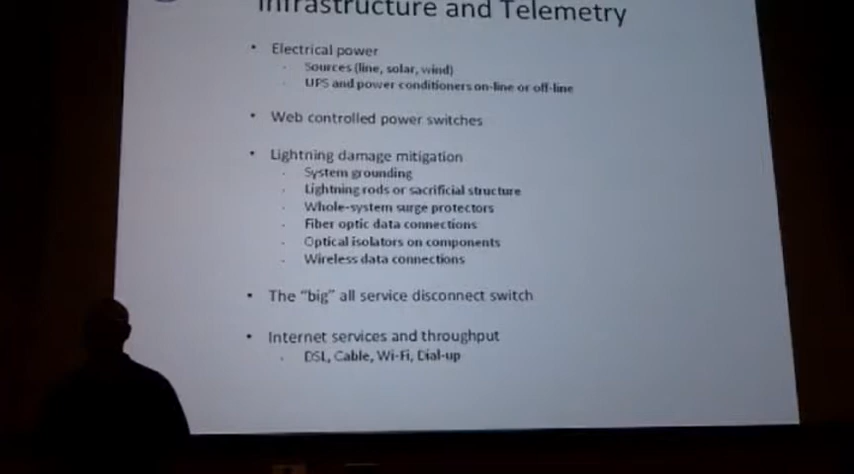 Infrastructure and Telemetry
• Electrical power
- Sources (line, solar, wind)
- UPS and power conditioners on-line or off-line
• Web controlled power switches
• Lightning damage mitigation
- System grounding
- Lightning rods or sacrificial structure
- Whole-system surge protectors
- Fiber optic data connections
- Optical isolators on components
- Wireless data connections
• The “big” all service disconnect switch
• Internet services and throughput
- DSL, Cable, Wi-Fi, Dial-up